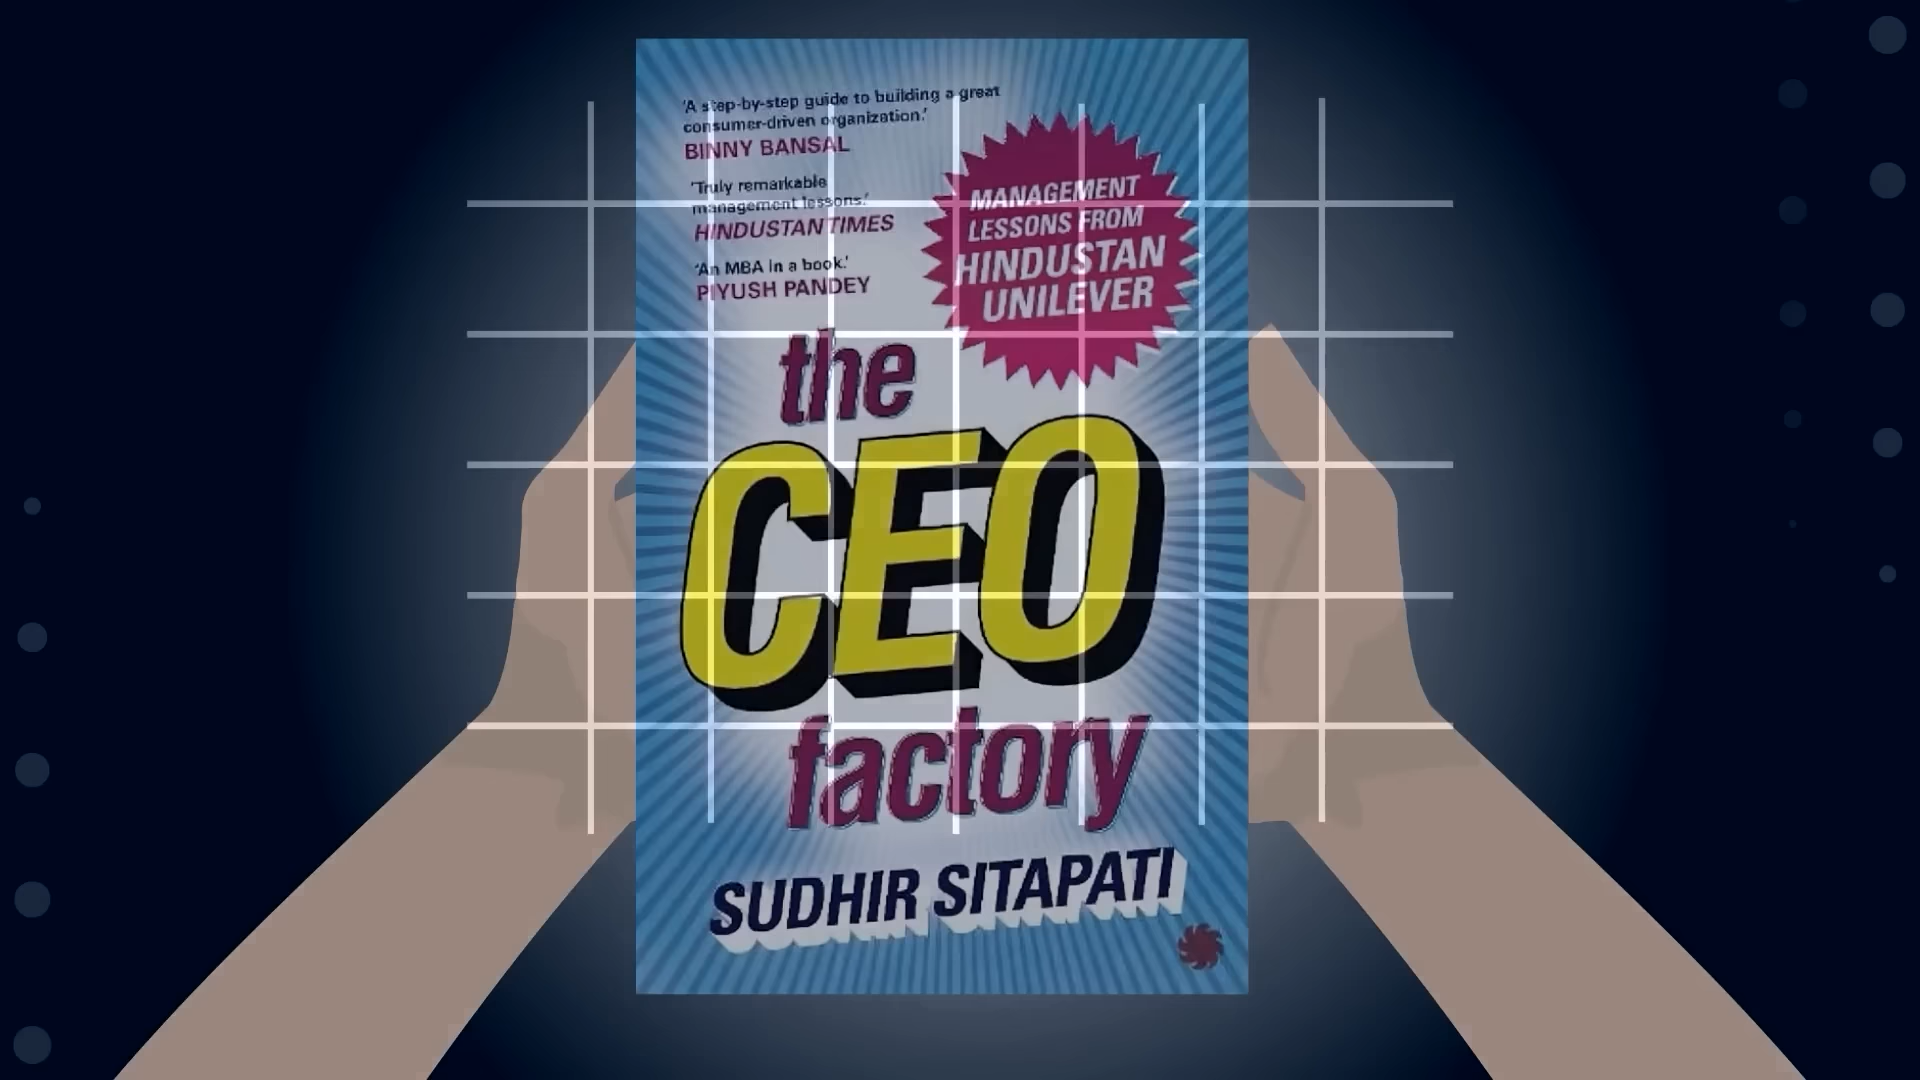 'A step-by-step guide to building a great
consumer-driven organization.'
BINNY BANSAL
'Truly remarkable
management lessons.'
HINDUSTAN TIMES
'An MBA in a book.'
PIYUSH PANDEY
MANAGEMENT
LESSONS FROM
HINDUSTAN
UNILEVER
the
CEO
factory
SUDHIR SITAPATI